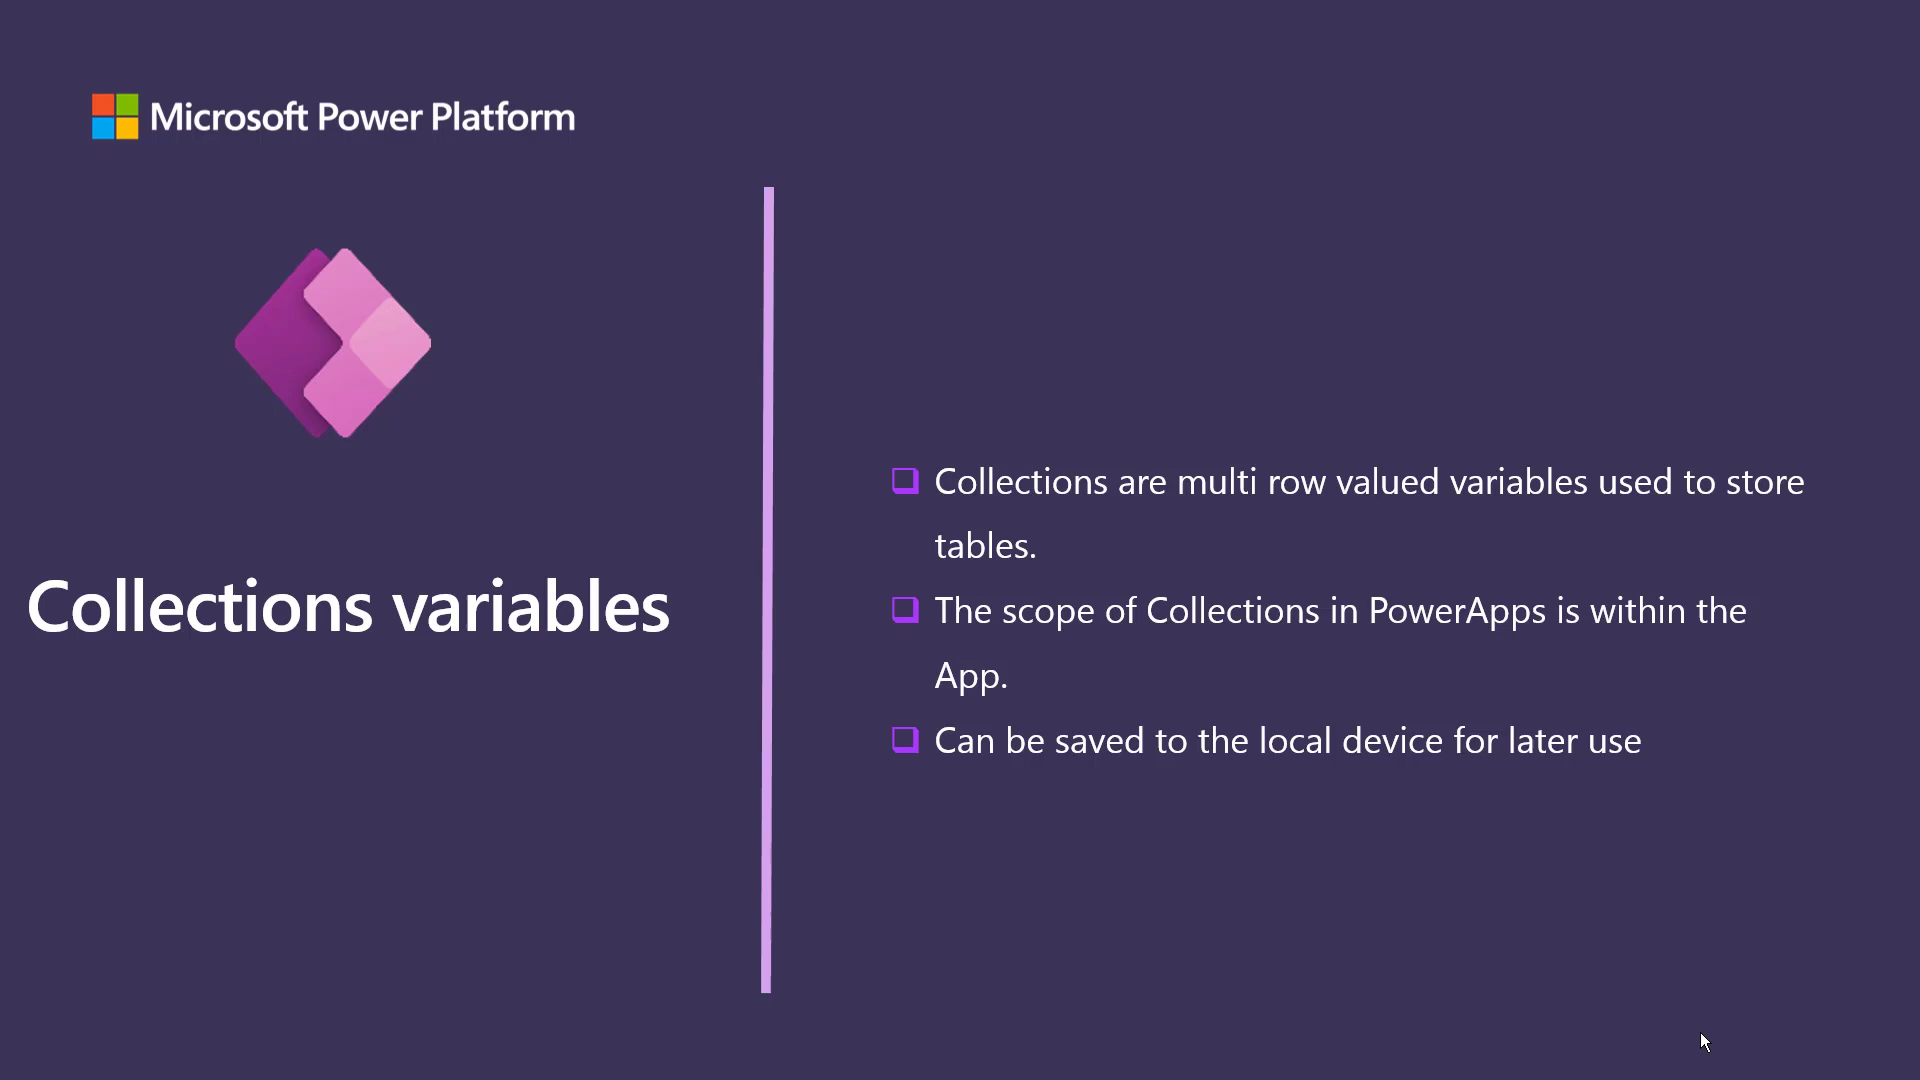 Microsoft Power Platform
Collections variables
Collections are multi row valued variables used to store
tables.
The scope of Collections in PowerApps is within the
App.
Can be saved to the local device for later use